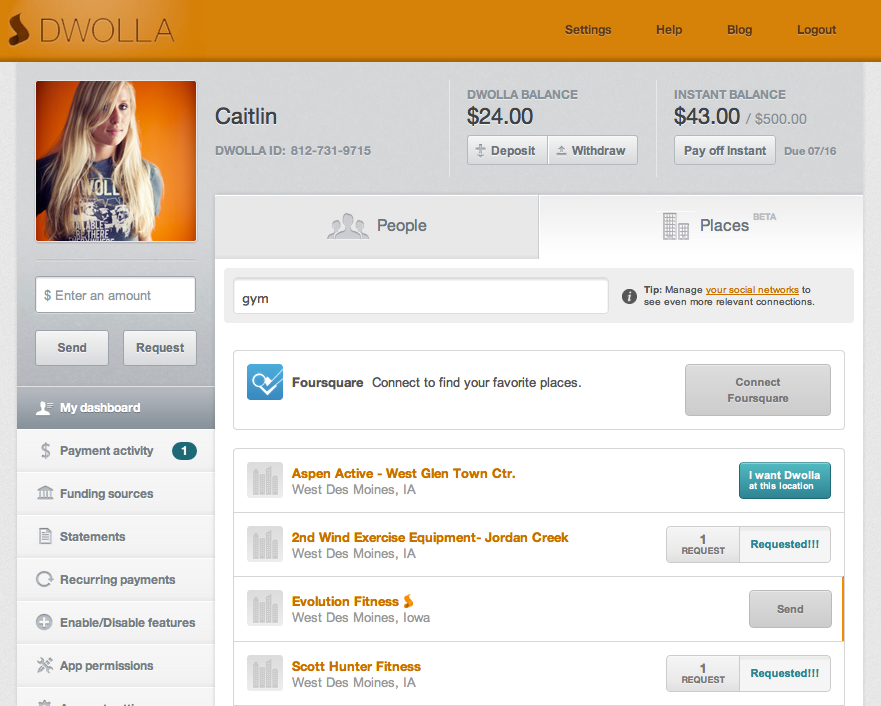 DWOLLA
Settings Help Blog Logout
Caitlin
DWOLLA ID: 812-731-9715
DWOLLA BALANCE
$24.00
Deposit Withdraw
INSTANT BALANCE
$43.00 / $500.00
Pay off Instant Due 07/16
$ Enter an amount
Send Request
My dashboard
Payment activity 1
Funding sources
Statements
Recurring payments
Enable/Disable features
App permissions
People
Places BETA
gym
Tip: Manage your social networks to
see even more relevant connections.
Foursquare Connect to find your favorite places.
Connect
Foursquare
Aspen Active - West Glen Town Ctr.
West Des Moines, IA
I want Dwolla
at this location
2nd Wind Exercise Equipment- Jordan Creek
West Des Moines, IA
1
REQUEST
Requested!!!
Evolution Fitness
West Des Moines, Iowa
Send
Scott Hunter Fitness
West Des Moines, IA
1
REQUEST
Requested!!!